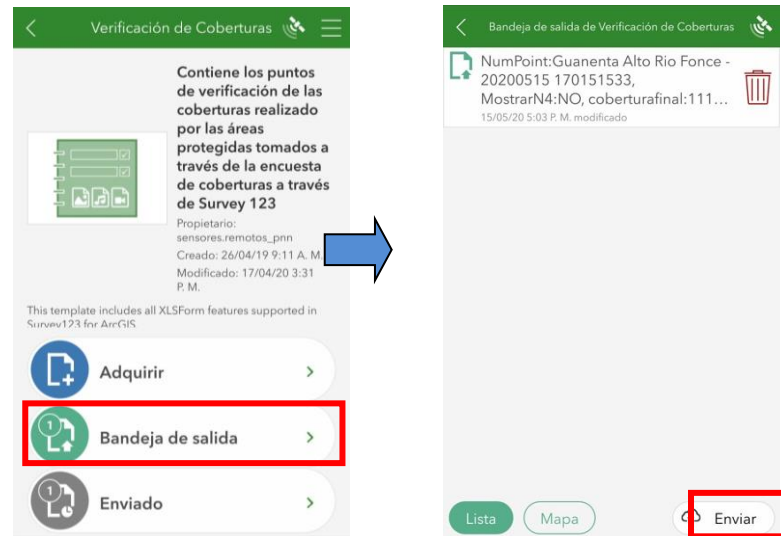 Verificación de Coberturas
Contiene los puntos
de verificación de las
coberturas realizado
por las áreas
protegidas tomados a
través de la encuesta
de coberturas a través
de Survey 123
Propietario:
sensores.remotos_pnn
Creado: 26/04/19 9:11 A. M.
Modificado: 17/04/20 3:31
P. M.
This template includes all XLSForm features supported in
Survey123 for ArcGIS
Adquirir
1
Bandeja de salida
1
Enviado
Bandeja de salida de Verificación de Coberturas
NumPoint:Guanenta Alto Rio Fonce -
20200515 170151533,
MostrarN4:NO, coberturafinal:111...
15/05/20 5:03 P. M. modificado
Lista
Mapa
Enviar